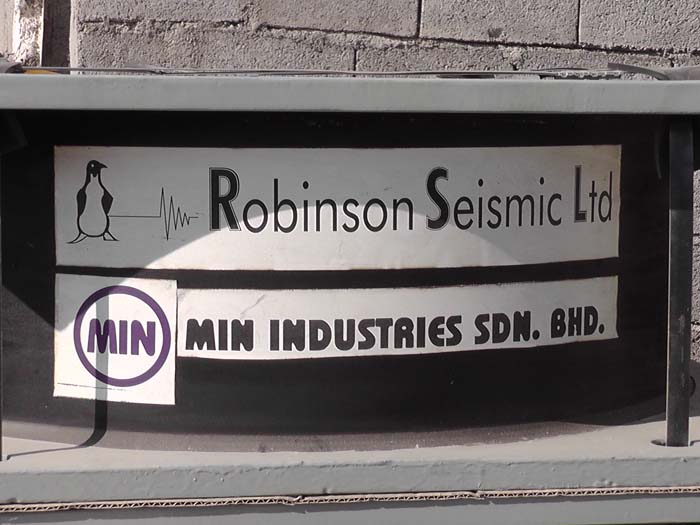 Robinson Seismic Ltd
MIN MIN INDUSTRIES SDN. BHD.